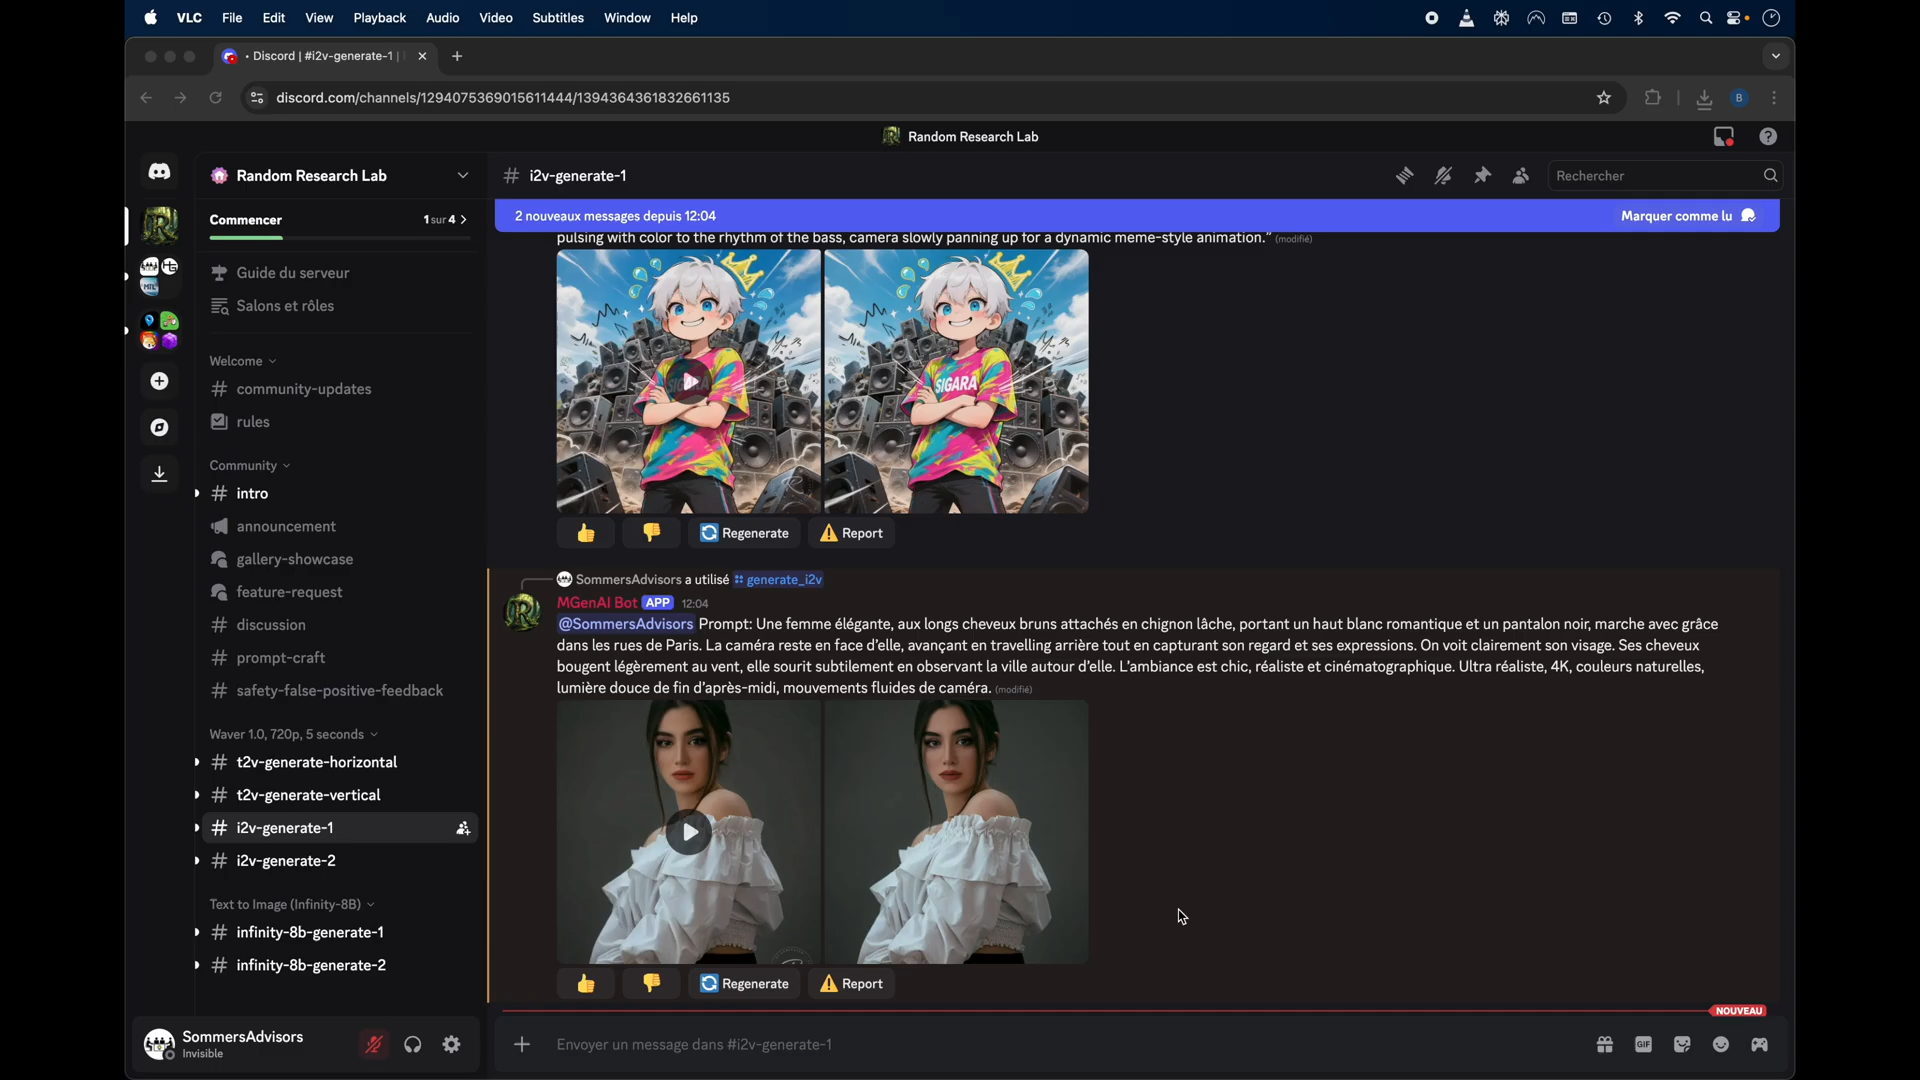 VLC File Edit View Playback Audio Video Subtitles Window Help
• Discord | #i2v-generate-1 |
discord.com/channels/1294075369015611444/1394364361832661135
B
Random Research Lab
Random Research Lab
Commencer 1 sur 4
Guide du serveur
Salons et rôles
Welcome
community-updates
rules
Community
intro
announcement
gallery-showcase
feature-request
discussion
prompt-craft
safety-false-positive-feedback
Waver 1.0, 720p, 5 seconds
t2v-generate-horizontal
t2v-generate-vertical
i2v-generate-1
i2v-generate-2
Text to Image (Infinity-8B)
infinity-8b-generate-1
infinity-8b-generate-2
SommersAdvisors
Invisible
# i2v-generate-1
Rechercher
2 nouveaux messages depuis 12:04 Marquer comme lu
pulsing with color to the rhythm of the bass, camera slowly panning up for a dynamic meme-style animation.” (modifié)
SIGARA SIGARA
Regenerate Report
SommersAdvisors a utilisé generate_i2v
MGenAI Bot APP 12:04
@SommersAdvisors Prompt: Une femme élégante, aux longs cheveux bruns attachés en chignon lâche, portant un haut blanc romantique et un pantalon noir, marche avec grâce
dans les rues de Paris. La caméra reste en face d’elle, avançant en travelling arrière tout en capturant son regard et ses expressions. On voit clairement son visage. Ses cheveux
bougent légèrement au vent, elle sourit subtilement en observant la ville autour d’elle. L’ambiance est chic, réaliste et cinématographique. Ultra réaliste, 4K, couleurs naturelles,
lumière douce de fin d’après-midi, mouvements fluides de caméra. (modifié)
Regenerate Report
NOUVEAU
Envoyer un message dans #i2v-generate-1
GIF